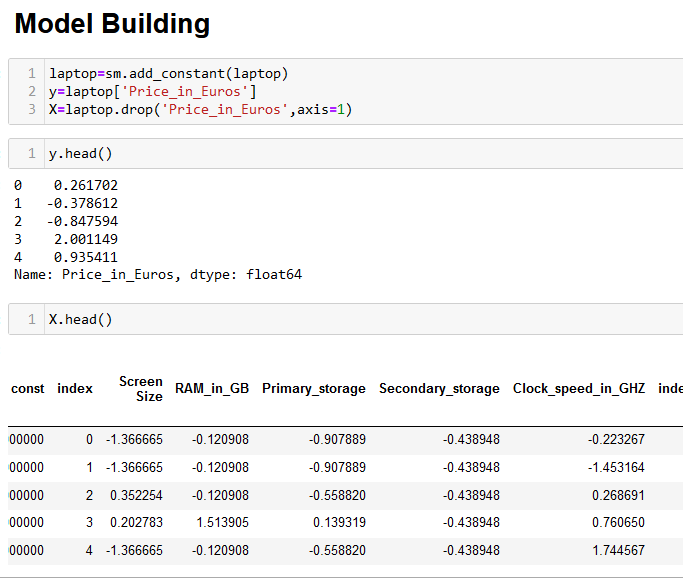 Model Building
1 laptop=sm.add_constant(laptop)
2 y=laptop['Price_in_Euros']
3 X=laptop.drop('Price_in_Euros',axis=1)
1 y.head()
0 0.261702
1 -0.378612
2 -0.847594
3 2.001149
4 0.935411
Name: Price_in_Euros, dtype: float64
1 X.head()
const index Screen Size RAM_in_GB Primary_storage Secondary_storage Clock_speed_in_GHZ inde
00000 0 -1.366665 -0.120908 -0.907889 -0.438948 -0.223267
00000 1 -1.366665 -0.120908 -0.907889 -0.438948 -1.453164
00000 2 0.352254 -0.120908 -0.558820 -0.438948 0.268691
00000 3 0.202783 1.513905 0.139319 -0.438948 0.760650
00000 4 -1.366665 -0.120908 -0.558820 -0.438948 1.744567